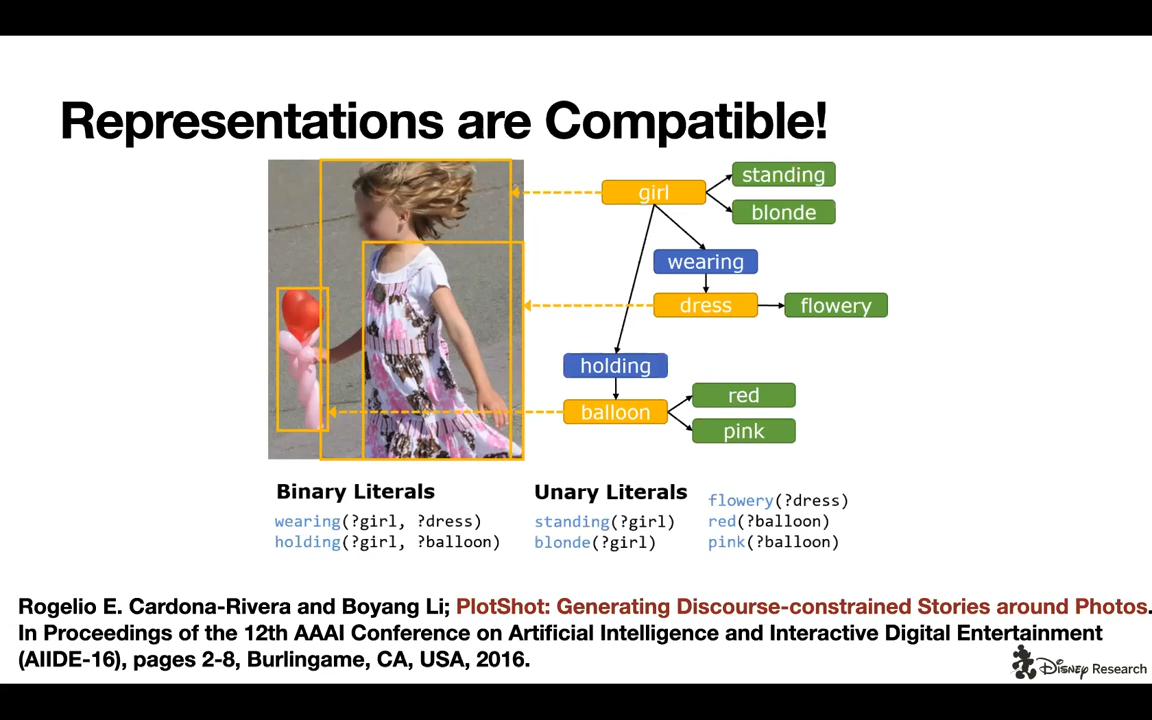 Representations are Compatible!
girl
standing
blonde
wearing
dress
flowery
holding
balloon
red
pink
Binary Literals
wearing(?girl, ?dress)
holding(?girl, ?balloon)
Unary Literals
standing(?girl)
blonde(?girl)
flowery(?dress)
red(?balloon)
pink(?balloon)
Rogelio E. Cardona-Rivera and Boyang Li; PlotShot: Generating Discourse-constrained Stories around Photos.
In Proceedings of the 12th AAAI Conference on Artificial Intelligence and Interactive Digital Entertainment
(AIIDE-16), pages 2-8, Burlingame, CA, USA, 2016.
Disney Research